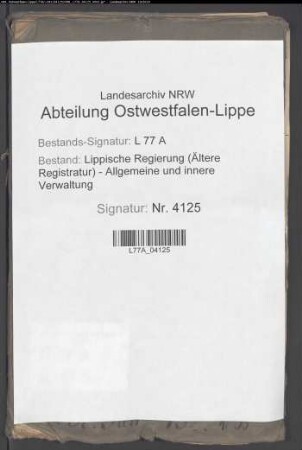 Landesarchiv NRW
Abteilung Ostwestfalen-Lippe
Bestands-Signatur: L 77 A
Bestand: Lippische Regierung (Ältere
Registratur) - Allgemeine und innere
Verwaltung
Signatur: Nr. 4125
L77A_04125